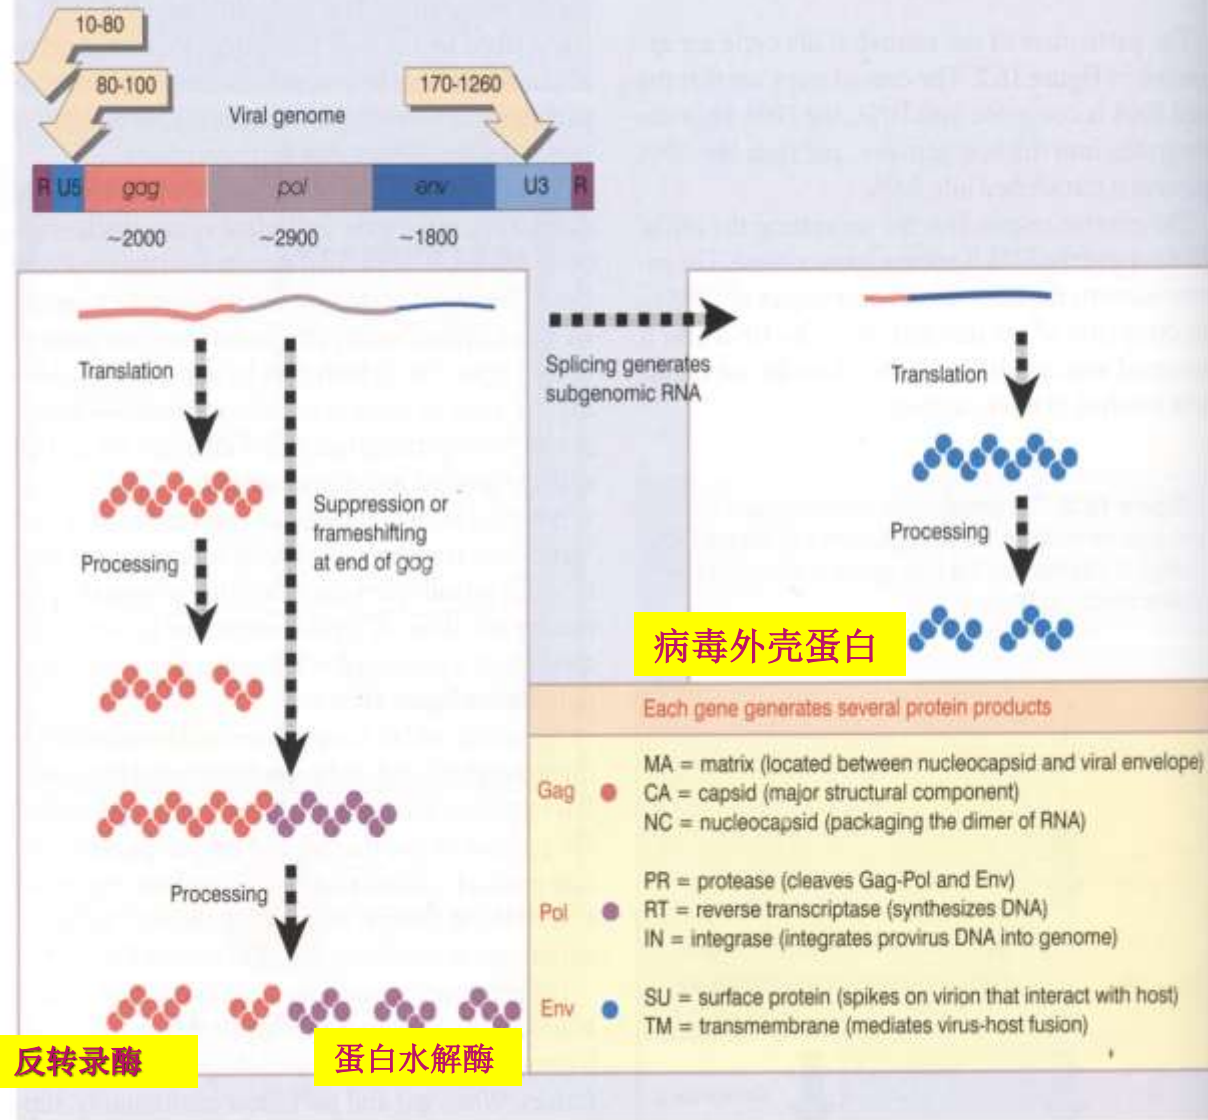 10-80
80-100
170-1260
Viral genome
R U5 gag pol env U3 R
~2000 ~2900 ~1800
Translation
Splicing generates
subgenomic RNA
Translation
Suppression or
frameshifting
at end of gag
Processing
Processing
病毒外壳蛋白
Each gene generates several protein products
Gag
MA = matrix (located between nucleocapsid and viral envelope)
CA = capsid (major structural component)
NC = nucleocapsid (packaging the dimer of RNA)
Processing
Pol
PR = protease (cleaves Gag-Pol and Env)
RT = reverse transcriptase (synthesizes DNA)
IN = integrase (integrates provirus DNA into genome)
Env
SU = surface protein (spikes on virion that interact with host)
TM = transmembrane (mediates virus-host fusion)
反转录酶
蛋白水解酶